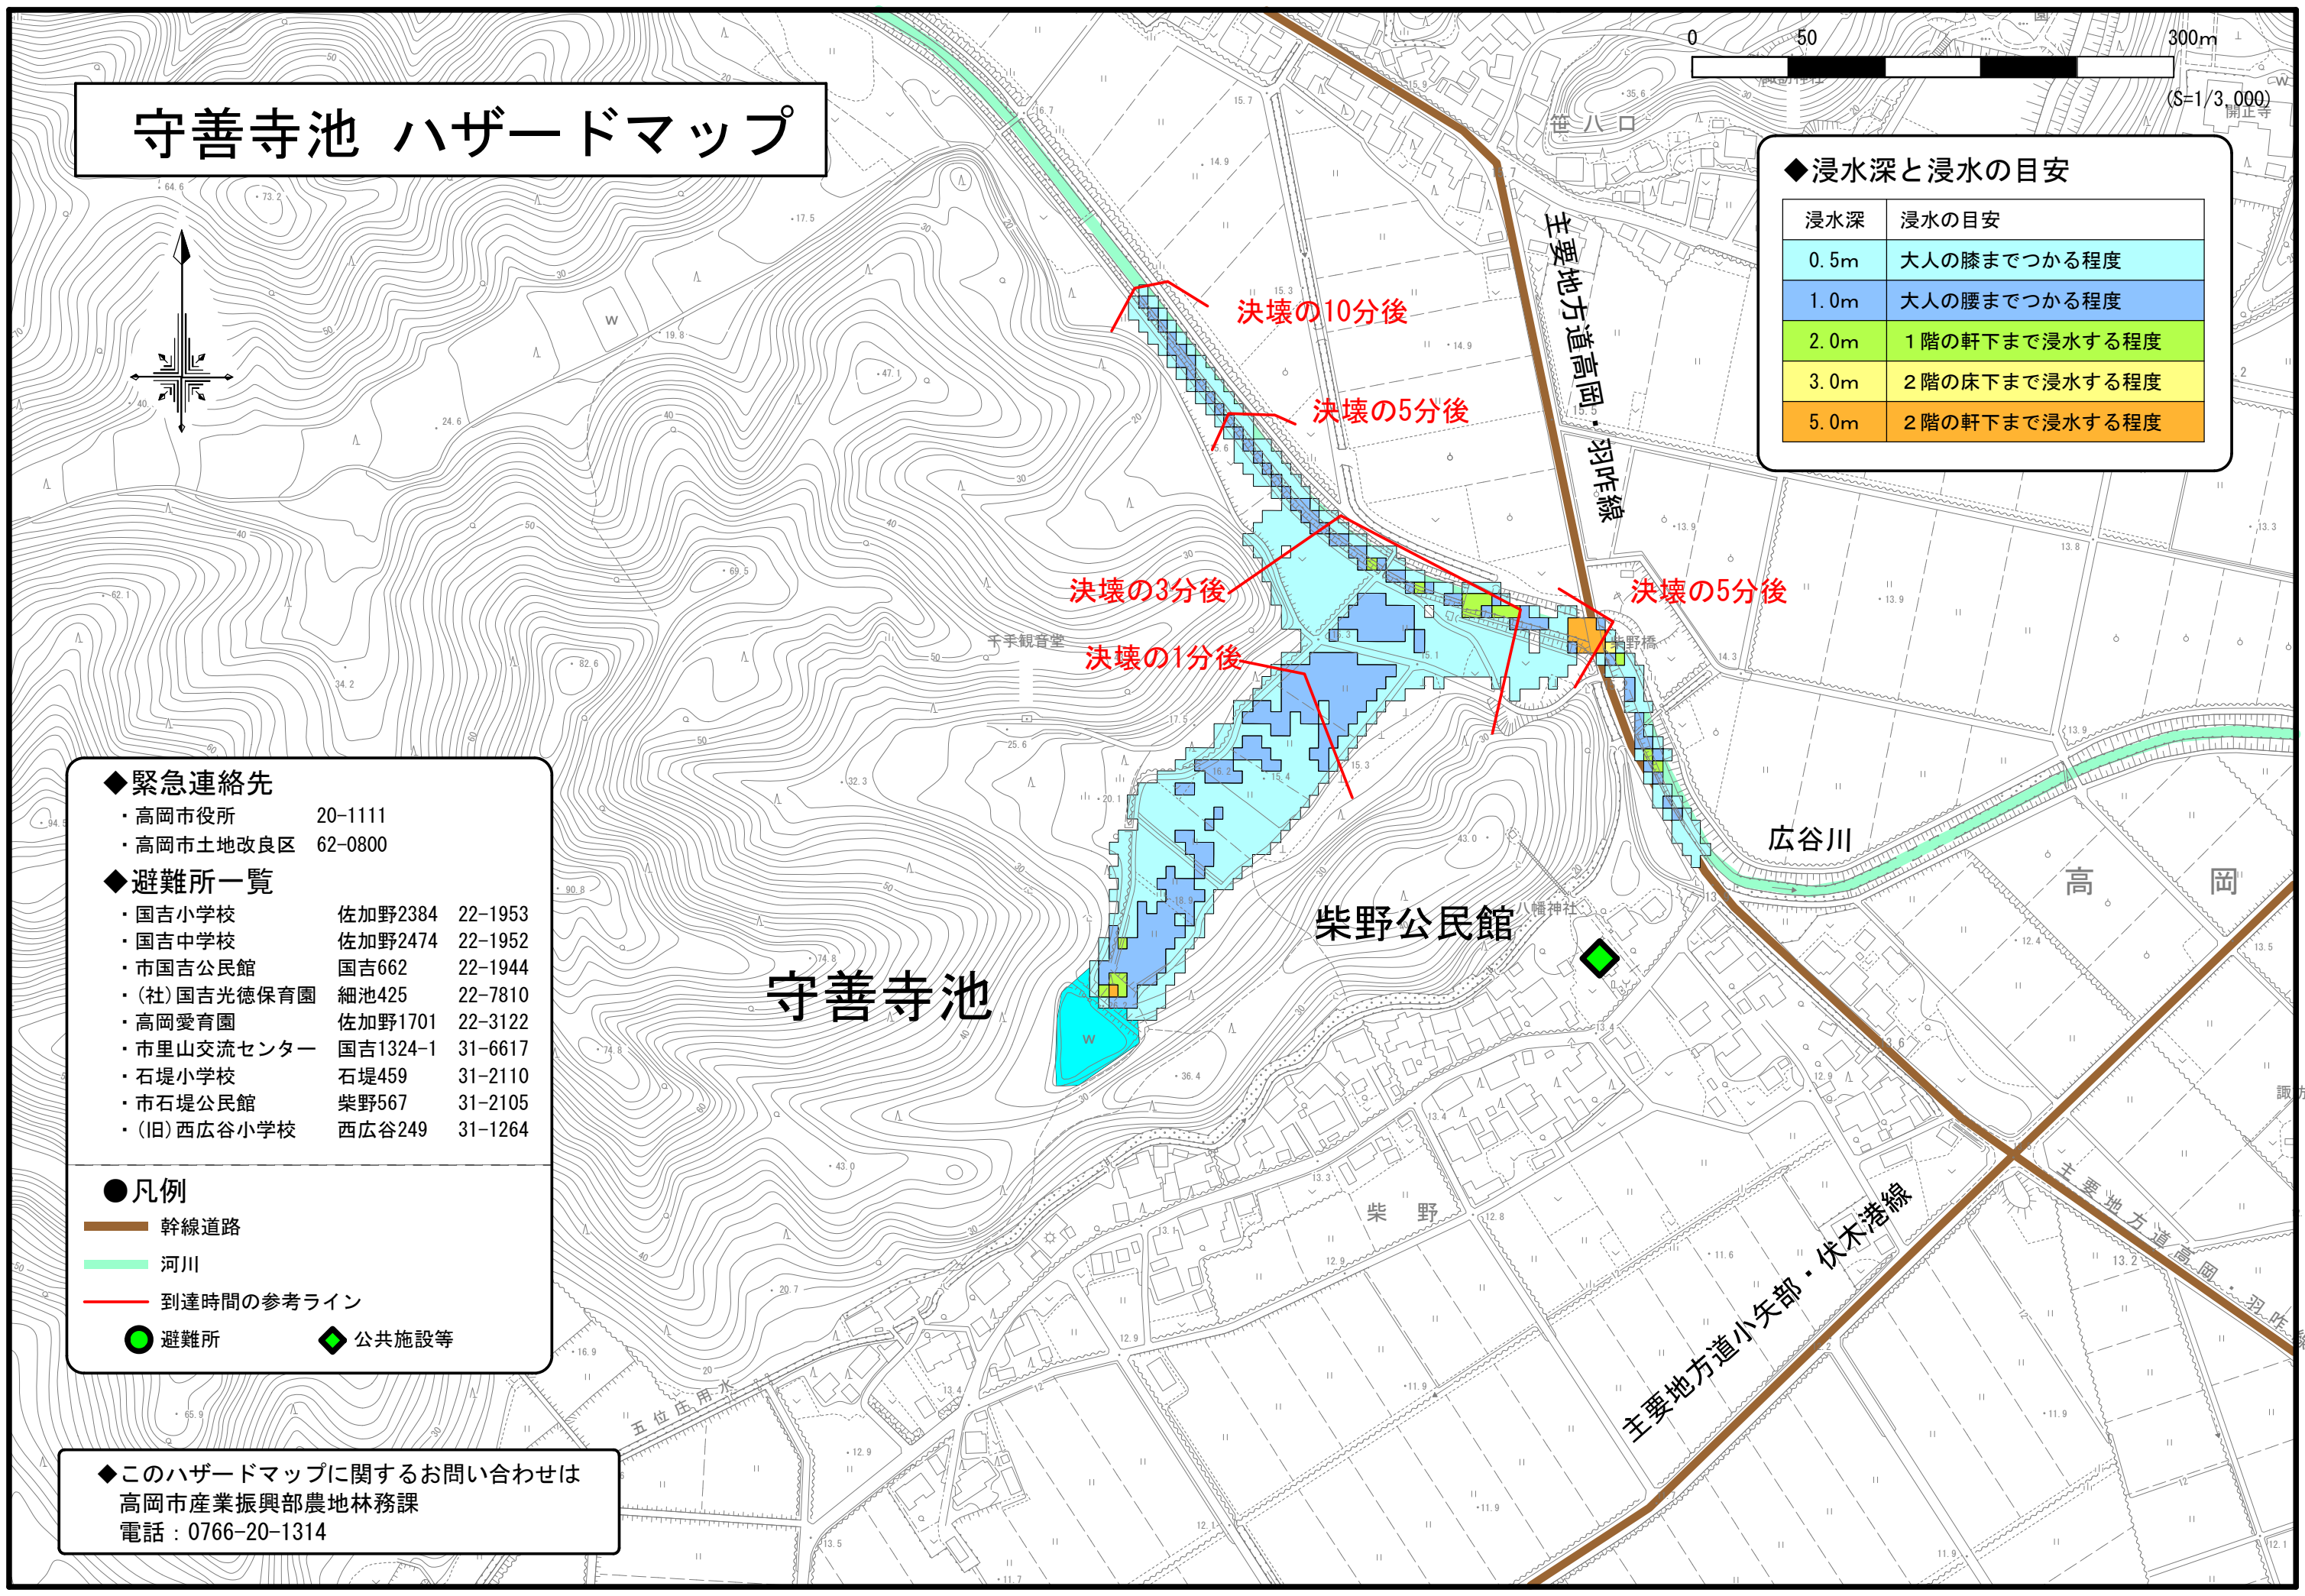 守善寺池 ハザードマップ
0 50 300m
(S=1/3,000)
◆浸水深と浸水の目安
浸水深 浸水の目安
0.5m 大人の膝までつかる程度
1.0m 大人の腰までつかる程度
2.0m 1階の軒下まで浸水する程度
3.0m 2階の床下まで浸水する程度
5.0m 2階の軒下まで浸水する程度
笹八口
開正寺
主要地方道高岡・羽咋線
決壊の10分後
決壊の5分後
決壊の3分後
決壊の5分後
決壊の1分後
千手観音堂
柴野橋
広谷川
高岡
柴野公民館
八幡神社
守善寺池
W
柴野
五位庄用水
主要地方道小矢部・伏木港線
主要地方道高岡・羽咋線
◆緊急連絡先
・高岡市役所 20-1111
・高岡市土地改良区 62-0800
◆避難所一覧
・国吉小学校 佐加野2384 22-1953
・国吉中学校 佐加野2474 22-1952
・市国吉公民館 国吉662 22-1944
・(社)国吉光徳保育園 細池425 22-7810
・高岡愛育園 佐加野1701 22-3122
・市里山交流センター 国吉1324-1 31-6617
・石堤小学校 石堤459 31-2110
・市石堤公民館 柴野567 31-2105
・(旧)西広谷小学校 西広谷249 31-1264
●凡例
幹線道路
河川
到達時間の参考ライン
避難所 公共施設等
◆このハザードマップに関するお問い合わせは
高岡市産業振興部農地林務課
電話：0766-20-1314